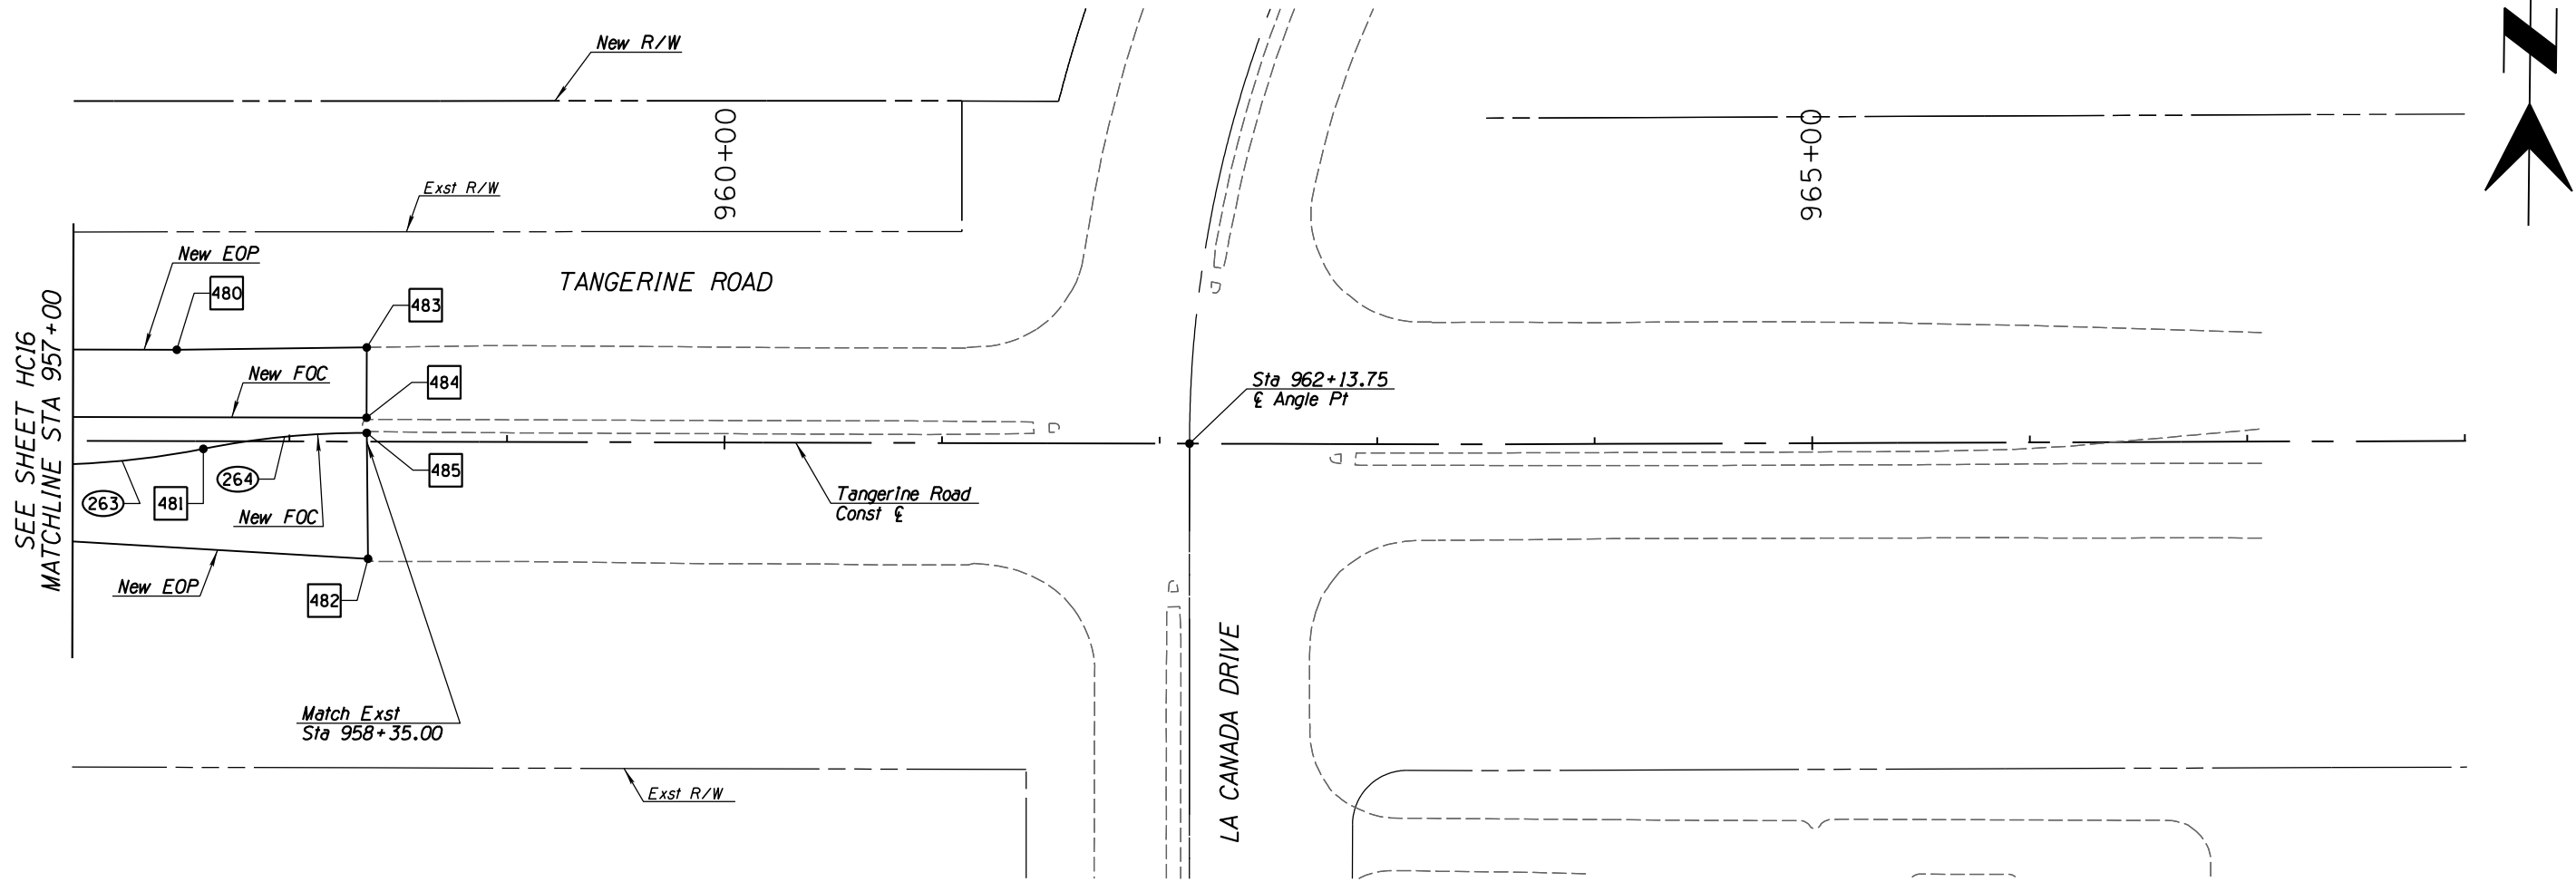 New R/W
N
960+00
965+00
Exst R/W
New EOP
480
483
TANGERINE ROAD
SEE SHEET HC16
MATCHLINE STA 957+00
New FOC
484
Sta 962+13.75
℄ Angle Pt
485
264
263
481
New FOC
Tangerine Road
Const ℄
New EOP
482
LA CANADA DRIVE
Match Exst
Sta 958+35.00
Exst R/W